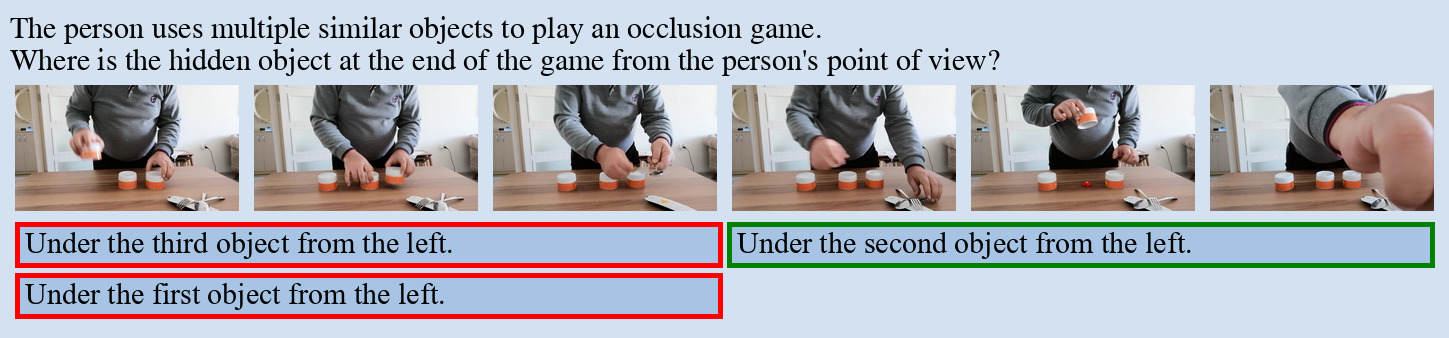 The person uses multiple similar objects to play an occlusion game.
Where is the hidden object at the end of the game from the person's point of view?
Under the third object from the left.
Under the second object from the left.
Under the first object from the left.